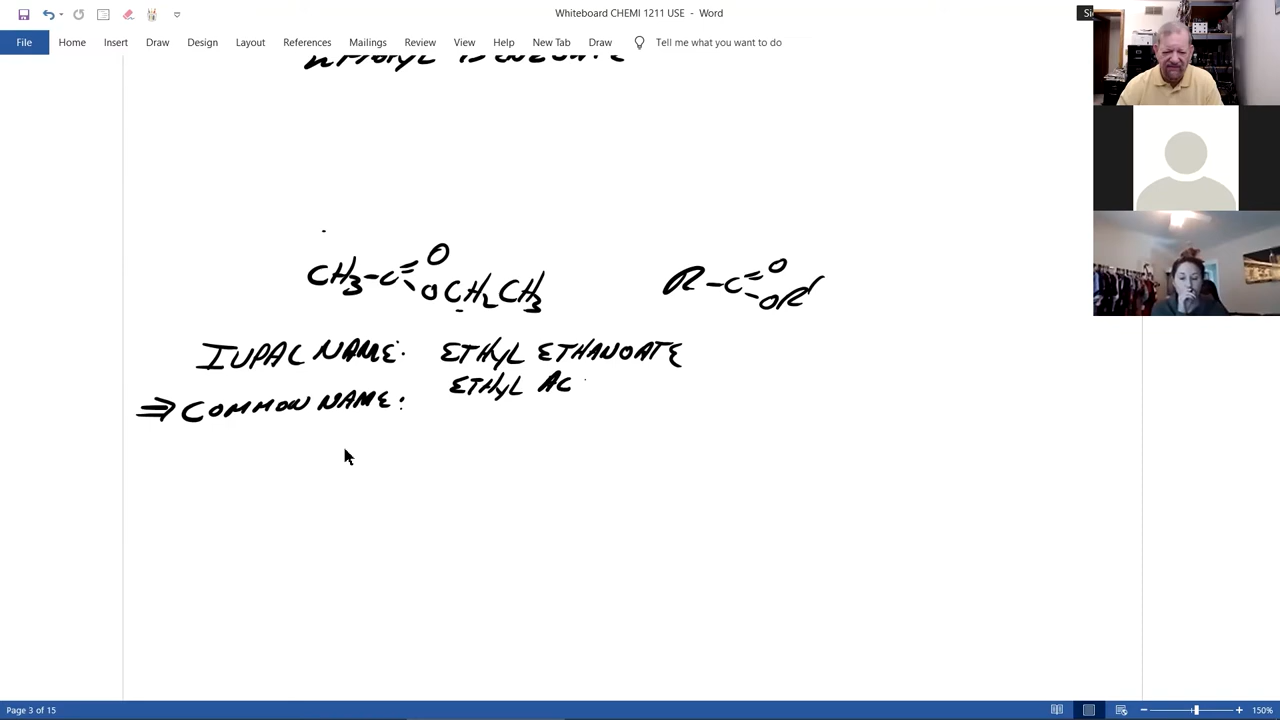 Whiteboard CHEMI 1211 USE - Word
File Home Insert Draw Design Layout References Mailings Review View Help New Tab Draw Tell me what you want to do
CH3-C=O OCH2CH3 R-C=O OR'
IUPAC NAME: ETHYL ETHANOATE
ETHYL AC
⇒ COMMON NAME:
Page 3 of 15 150%